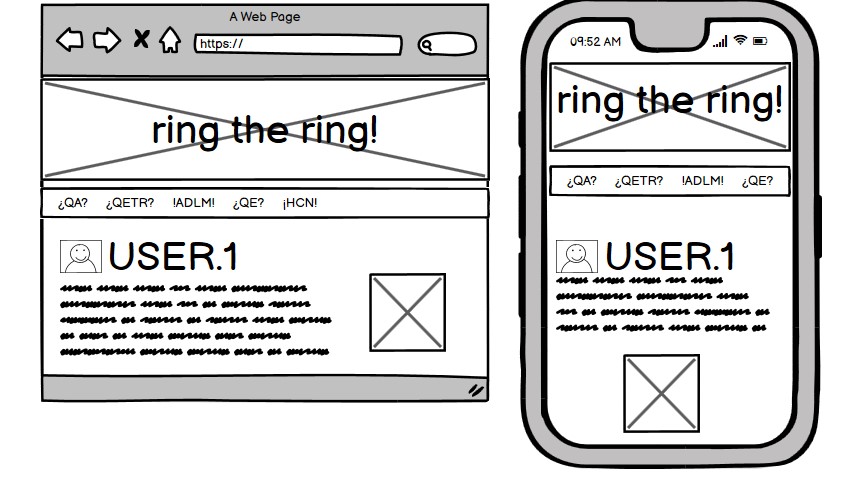 A Web Page
https://
ring the ring!
¿QA? ¿QETR? !ADLM! ¿QE? ¡HCN!
USER.1
09:52 AM
ring the ring!
¿QA? ¿QETR? !ADLM! ¿QE?
USER.1